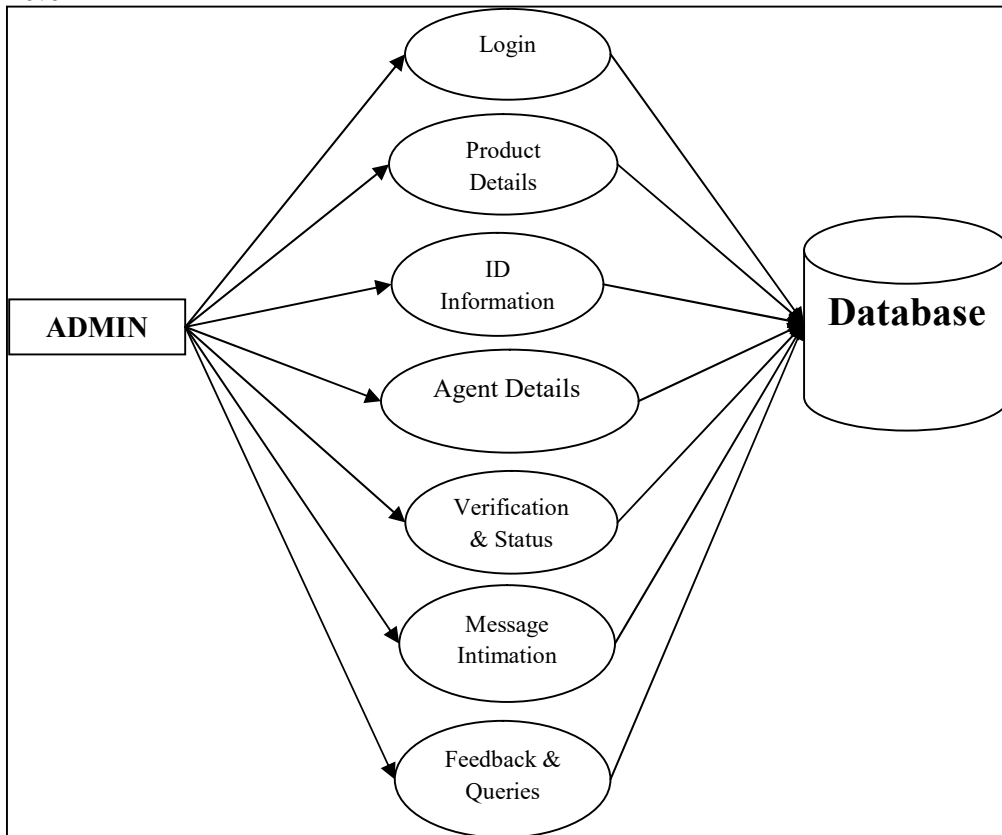 Login
Product
Details
ID
Information
ADMIN
Database
Agent Details
Verification
& Status
Message
Intimation
Feedback &
Queries